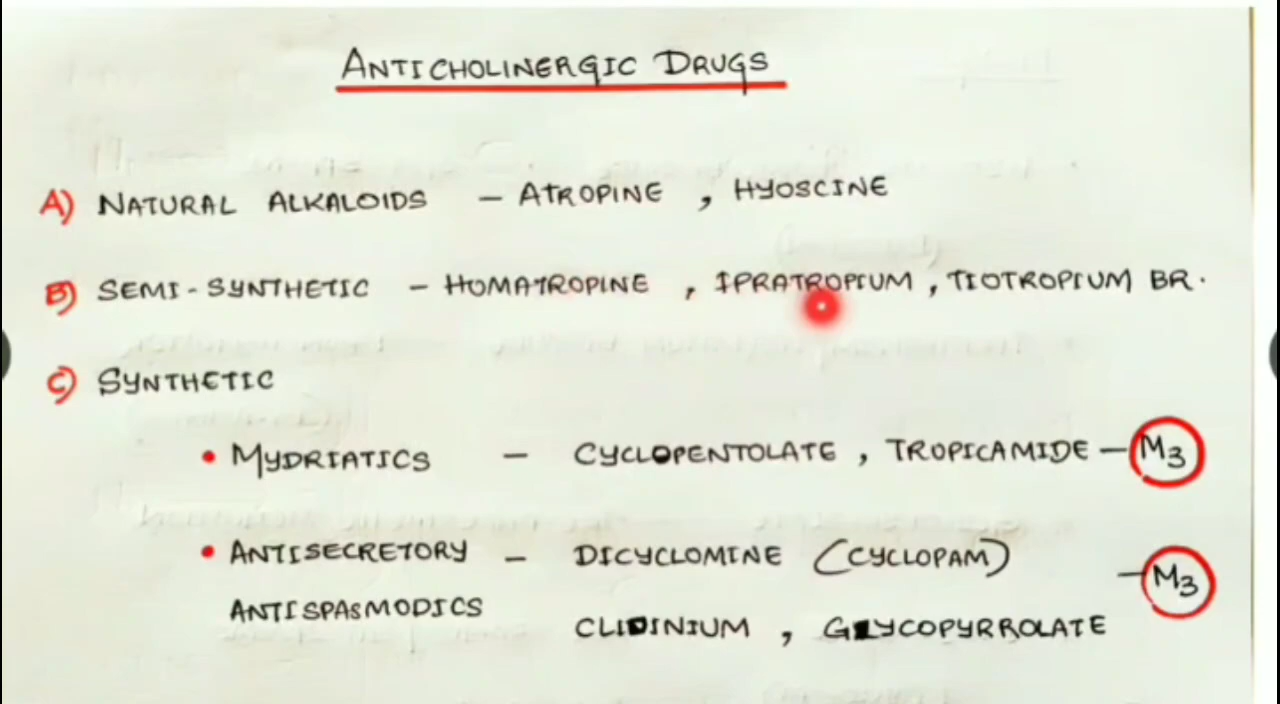 ANTICHOLINERGIC DRUGS
A) NATURAL ALKALOIDS - ATROPINE , HYOSCINE
B) SEMI-SYNTHETIC - HOMATROPINE , IPRATROPIUM , TIOTROPIUM BR.
C) SYNTHETIC
• MYDRIATICS - CYCLOPENTOLATE , TROPICAMIDE - M3
• ANTISECRETORY - DICYCLOMINE (CYCLOPAM) - M3
ANTISPASMODICS CLIDINIUM , GLYCOPYRROLATE